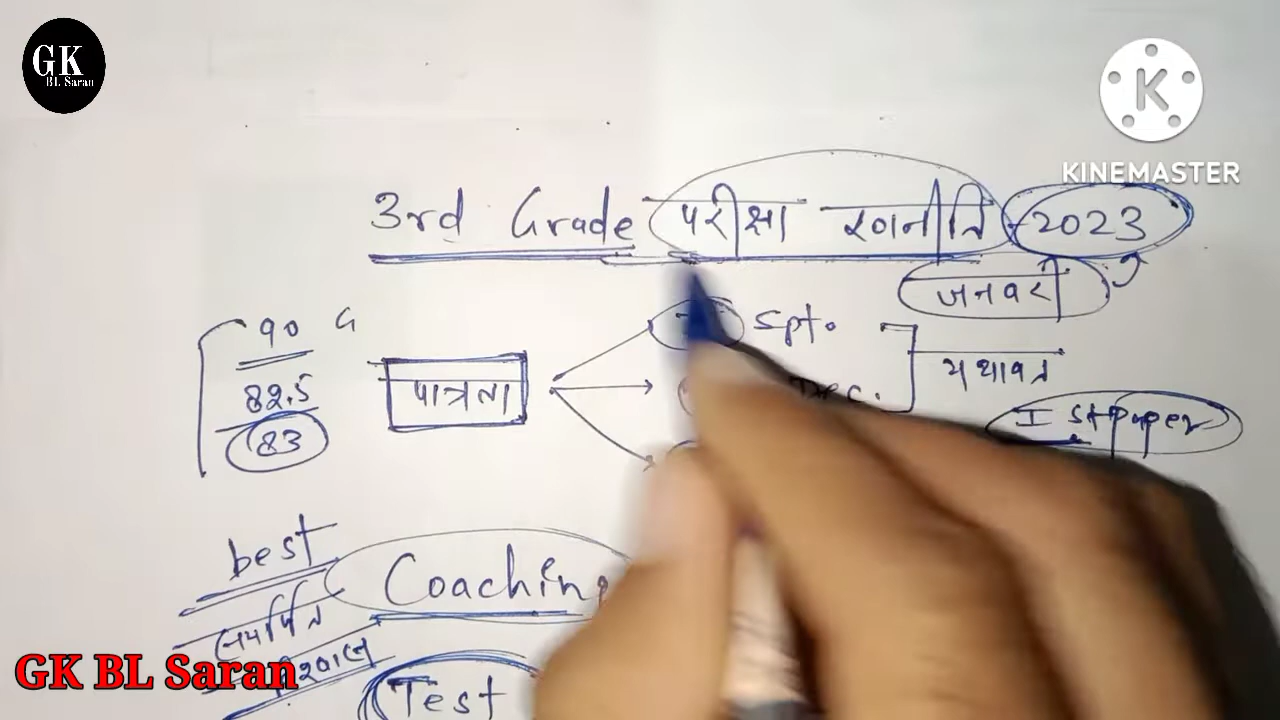 GK
BL Saran
KINEMASTER
3rd Grade परीक्षा रणनीति - 2023
जनवरी
90
82.5
83
पात्रता
Spt.
Dec.
यथावत
I st paper
best
Coaching
Test
GK BL Saran